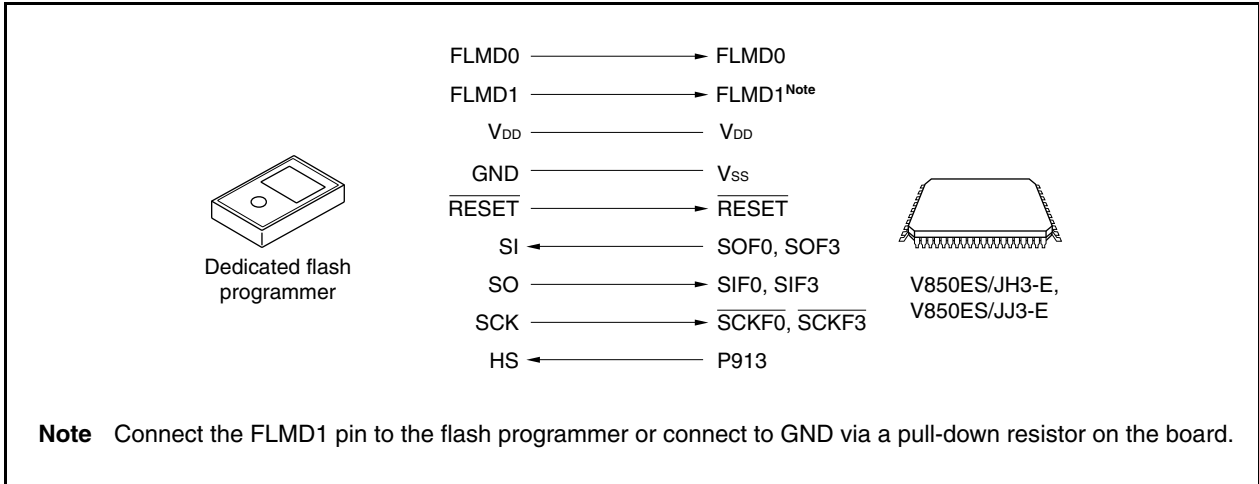 FLMD0 FLMD0
FLMD1 FLMD1Note
VDD VDD
GND VSS
RESET RESET
SI SOF0, SOF3
SO SIF0, SIF3
SCK SCKF0, SCKF3
HS P913
Dedicated flash
programmer
V850ES/JH3-E,
V850ES/JJ3-E
Note Connect the FLMD1 pin to the flash programmer or connect to GND via a pull-down resistor on the board.